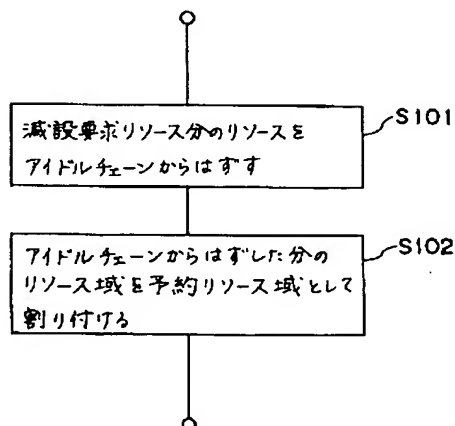 減設要求リソース分のリソースを
アイドルチェーンからはずす
S101
アイドルチェーンからはずした分の
リソース域を予約リソース域として
割り付ける
S102